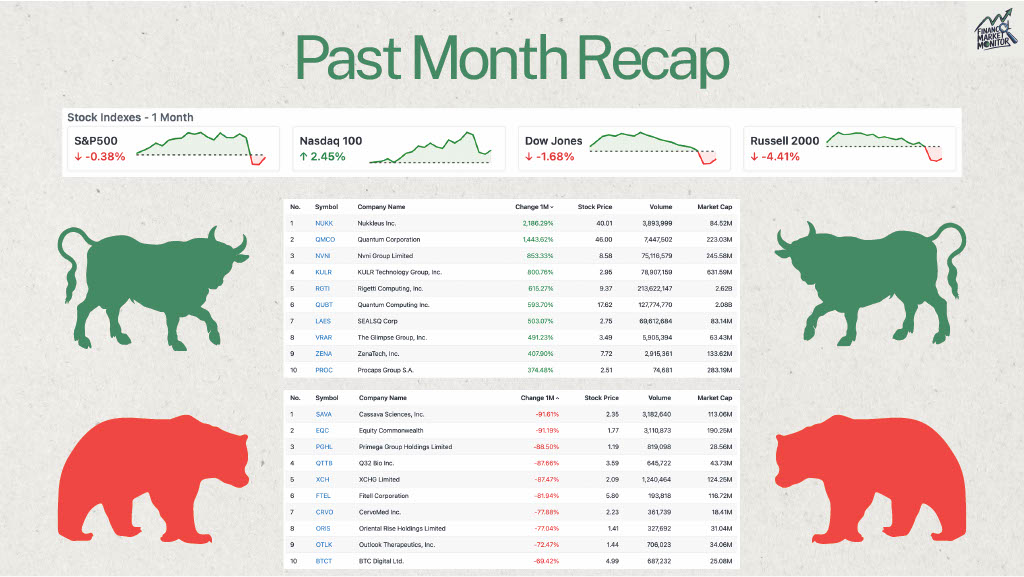 FINANCIAL
MARKET
MONITOR
Past Month Recap
Stock Indexes - 1 Month
S&P500
↓ -0.38%
Nasdaq 100
↑ 2.45%
Dow Jones
↓ -1.68%
Russell 2000
↓ -4.41%
No. Symbol Company Name Change 1M Stock Price Volume Market Cap
1 NUKK Nukkleus Inc. 2,186.29% 40.01 3,893,999 84.52M
2 QMCO Quantum Corporation 1,443.62% 46.00 7,447,502 223.03M
3 NVNI Nvni Group Limited 853.33% 8.58 75,116,579 245.58M
4 KULR KULR Technology Group, Inc. 600.76% 2.95 78,907,159 631.59M
5 RGTI Rigetti Computing, Inc. 615.27% 9.37 213,622,147 2.62B
6 QUBT Quantum Computing Inc. 593.70% 17.62 127,774,770 2.08B
7 LAES SEALSQ Corp 503.07% 2.75 69,612,684 83.14M
8 VRAR The Glimpse Group, Inc. 491.23% 3.49 5,905,394 63.43M
9 ZENA ZenaTech, Inc. 407.90% 7.72 2,915,361 133.62M
10 PROC Procaps Group S.A. 374.48% 2.51 74,681 283.19M
No. Symbol Company Name Change 1M Stock Price Volume Market Cap
1 SAVA Cassava Sciences, Inc. -91.61% 2.35 3,182,640 113.06M
2 EQC Equity Commonwealth -91.19% 1.77 3,110,873 190.25M
3 PGHL Primega Group Holdings Limited -88.50% 1.19 819,098 28.56M
4 QTTB Q32 Bio Inc. -87.66% 3.59 645,722 43.73M
5 XCH XCHG Limited -87.47% 2.09 1,240,464 124.25M
6 FTEL Fitell Corporation -81.94% 5.80 193,818 116.72M
7 CRVO CervoMed Inc. -77.88% 2.23 361,739 18.41M
8 ORIS Oriental Rise Holdings Limited -77.04% 1.41 327,692 31.04M
9 OTLK Outlook Therapeutics, Inc. -72.47% 1.44 706,023 34.06M
10 BTCT BTC Digital Ltd. -69.42% 4.99 687,232 25.08M